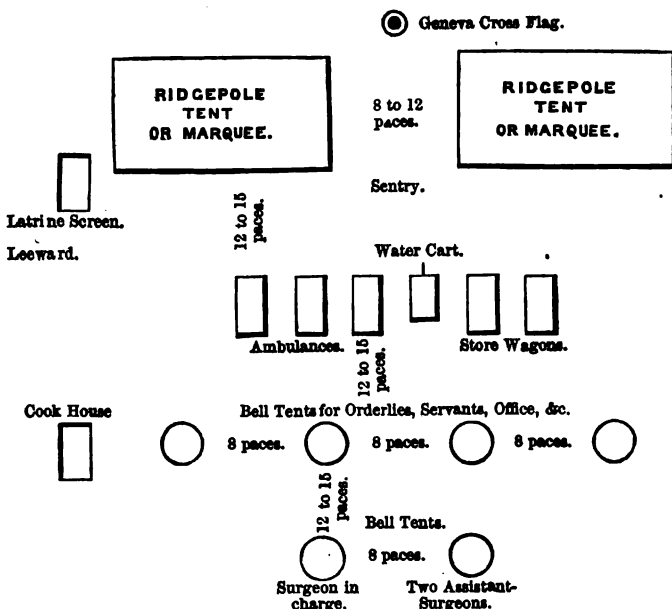 Geneva Cross Flag.
RIDGEPOLE
TENT
OR MARQUEE.
8 to 12
paces.
RIDGEPOLE
TENT
OR MARQUEE.
Sentry.
12 to 15
paces.
Latrine Screen.
Leeward.
Water Cart.
Ambulances.
Store Wagons.
12 to 15
paces.
Cook House
Bell Tents for Orderlies, Servants, Office, &c.
8 paces.
8 paces.
8 paces.
12 to 15
paces.
Bell Tents.
8 paces.
Surgeon in
charge.
Two Assistant-
Surgeons.